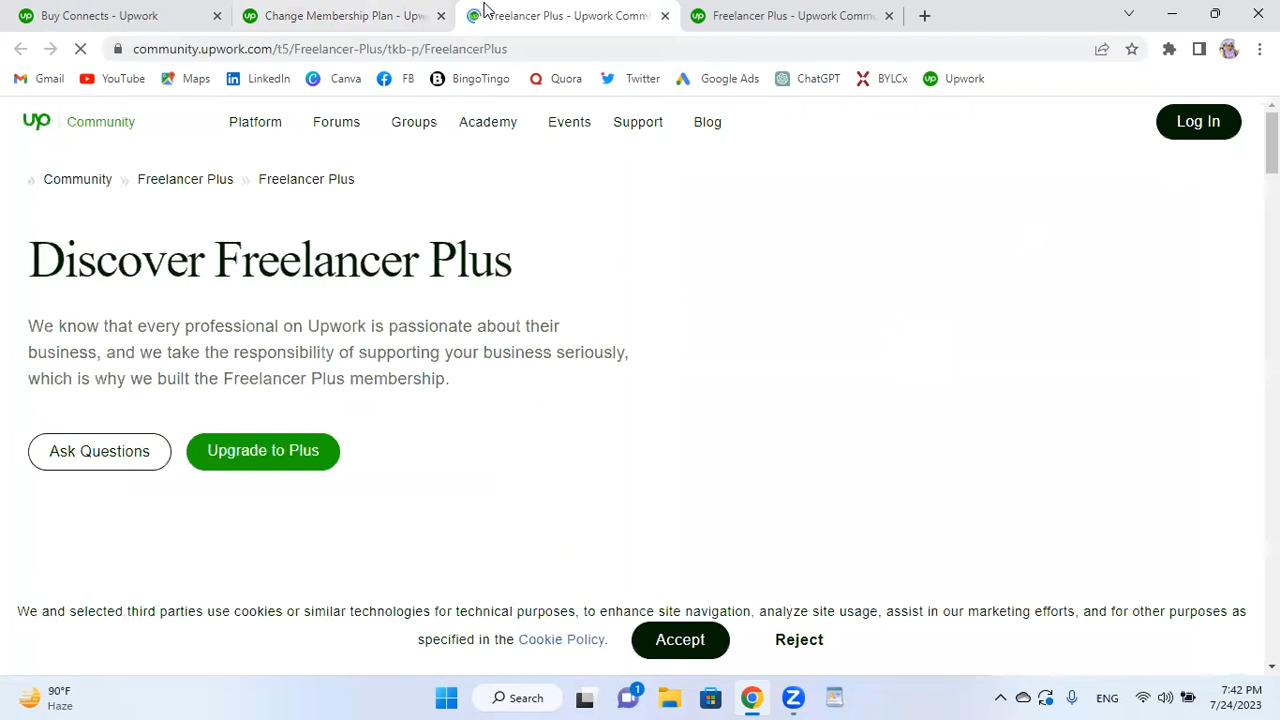 Buy Connects - Upwork
Change Membership Plan - Upw
Freelancer Plus - Upwork Comm
Freelancer Plus - Upwork Comm
community.upwork.com/t5/Freelancer-Plus/tkb-p/FreelancerPlus
Gmail YouTube Maps LinkedIn Canva FB BingoTingo Quora Twitter Google Ads ChatGPT BYLCx Upwork
up Community Platform Forums Groups Academy Events Support Blog Log In
Community Freelancer Plus Freelancer Plus
Discover Freelancer Plus
We know that every professional on Upwork is passionate about their
business, and we take the responsibility of supporting your business seriously,
which is why we built the Freelancer Plus membership.
Ask Questions Upgrade to Plus
We and selected third parties use cookies or similar technologies for technical purposes, to enhance site navigation, analyze site usage, assist in our marketing efforts, and for other purposes as
specified in the Cookie Policy. Accept Reject
90°F
Haze
Search
1
ENG
7:42 PM
7/24/2023